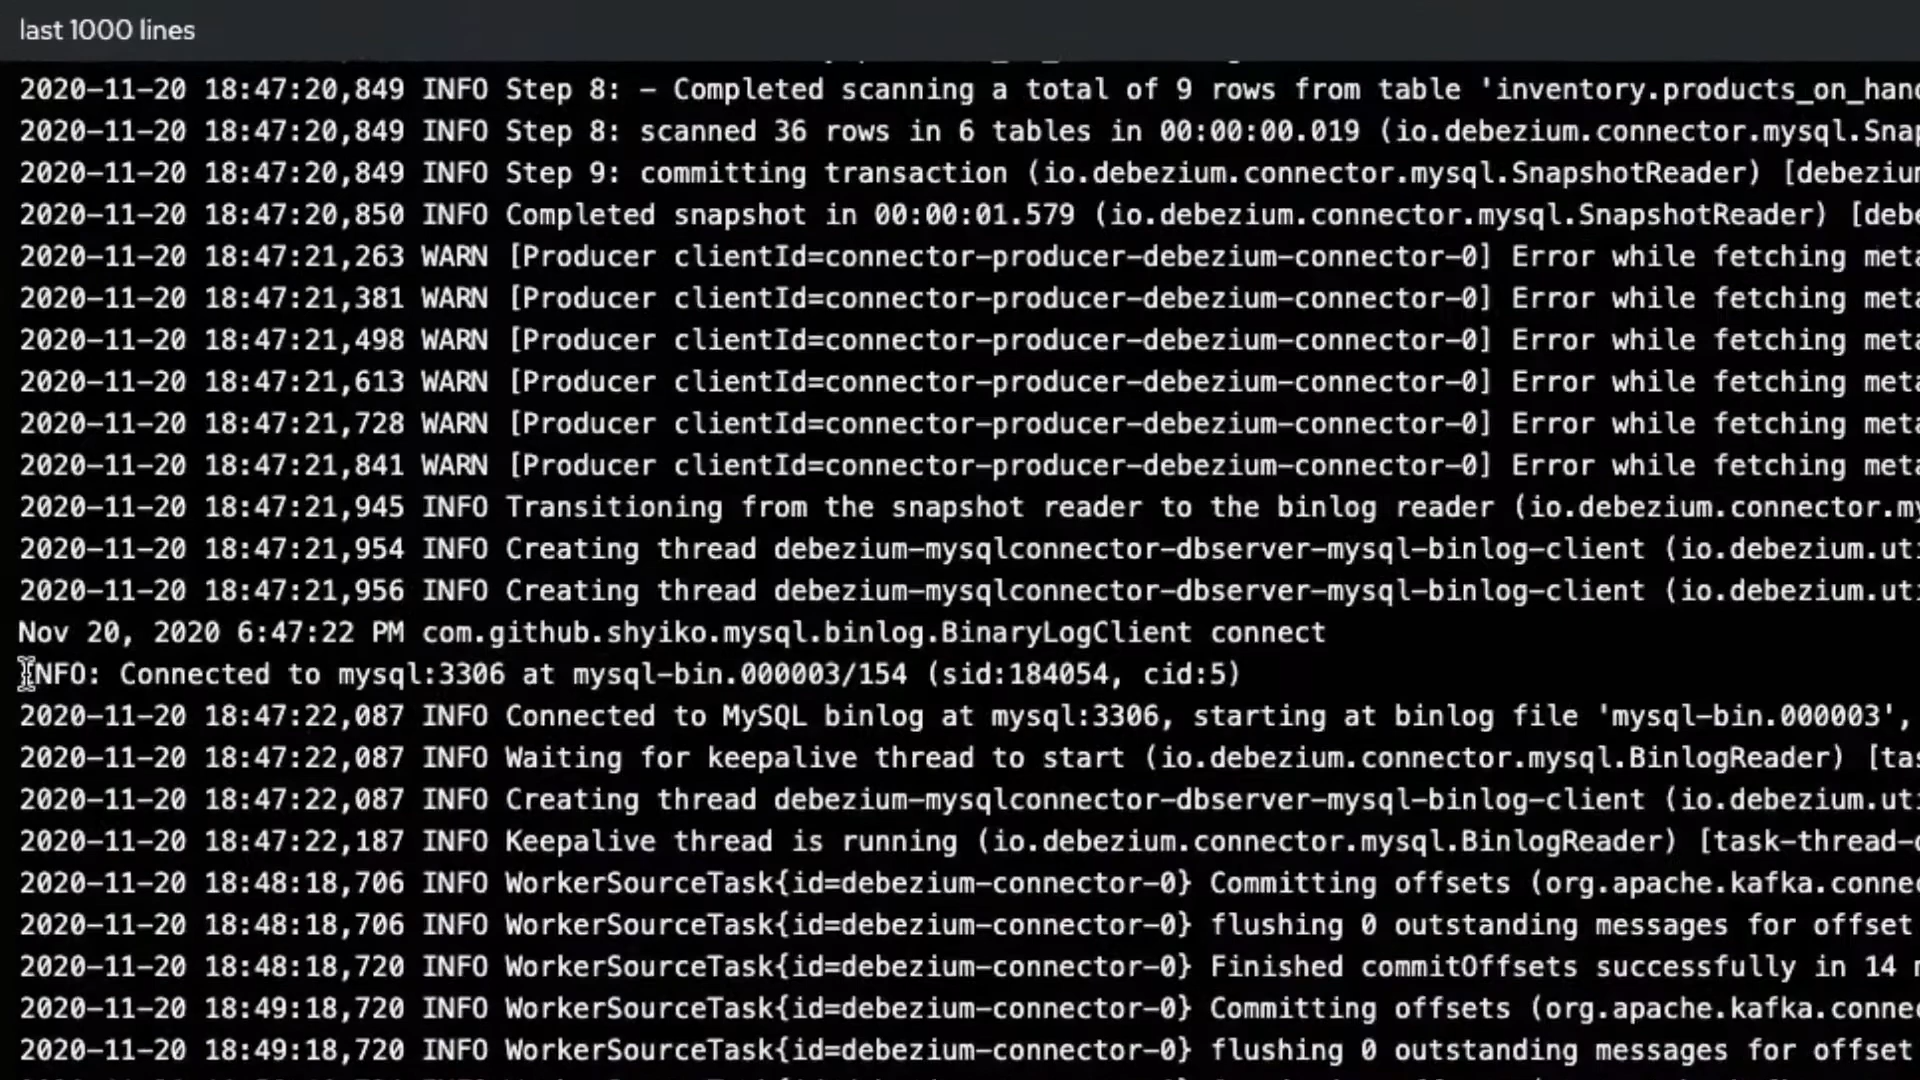 last 1000 lines
2020-11-20 18:47:20,849 INFO Step 8: - Completed scanning a total of 9 rows from table 'inventory.products_on_hand
2020-11-20 18:47:20,849 INFO Step 8: scanned 36 rows in 6 tables in 00:00:00.019 (io.debezium.connector.mysql.Snap
2020-11-20 18:47:20,849 INFO Step 9: committing transaction (io.debezium.connector.mysql.SnapshotReader) [debezium
2020-11-20 18:47:20,850 INFO Completed snapshot in 00:00:01.579 (io.debezium.connector.mysql.SnapshotReader) [debe
2020-11-20 18:47:21,263 WARN [Producer clientId=connector-producer-debezium-connector-0] Error while fetching meta
2020-11-20 18:47:21,381 WARN [Producer clientId=connector-producer-debezium-connector-0] Error while fetching meta
2020-11-20 18:47:21,498 WARN [Producer clientId=connector-producer-debezium-connector-0] Error while fetching meta
2020-11-20 18:47:21,613 WARN [Producer clientId=connector-producer-debezium-connector-0] Error while fetching meta
2020-11-20 18:47:21,728 WARN [Producer clientId=connector-producer-debezium-connector-0] Error while fetching meta
2020-11-20 18:47:21,841 WARN [Producer clientId=connector-producer-debezium-connector-0] Error while fetching meta
2020-11-20 18:47:21,945 INFO Transitioning from the snapshot reader to the binlog reader (io.debezium.connector.my
2020-11-20 18:47:21,954 INFO Creating thread debezium-mysqlconnector-dbserver-mysql-binlog-client (io.debezium.uti
2020-11-20 18:47:21,956 INFO Creating thread debezium-mysqlconnector-dbserver-mysql-binlog-client (io.debezium.uti
Nov 20, 2020 6:47:22 PM com.github.shyiko.mysql.binlog.BinaryLogClient connect
INFO: Connected to mysql:3306 at mysql-bin.000003/154 (sid:184054, cid:5)
2020-11-20 18:47:22,087 INFO Connected to MySQL binlog at mysql:3306, starting at binlog file 'mysql-bin.000003',
2020-11-20 18:47:22,087 INFO Waiting for keepalive thread to start (io.debezium.connector.mysql.BinlogReader) [tas
2020-11-20 18:47:22,087 INFO Creating thread debezium-mysqlconnector-dbserver-mysql-binlog-client (io.debezium.uti
2020-11-20 18:47:22,187 INFO Keepalive thread is running (io.debezium.connector.mysql.BinlogReader) [task-thread-d
2020-11-20 18:48:18,706 INFO WorkerSourceTask{id=debezium-connector-0} Committing offsets (org.apache.kafka.connec
2020-11-20 18:48:18,706 INFO WorkerSourceTask{id=debezium-connector-0} flushing 0 outstanding messages for offset
2020-11-20 18:48:18,720 INFO WorkerSourceTask{id=debezium-connector-0} Finished commitOffsets successfully in 14 m
2020-11-20 18:49:18,720 INFO WorkerSourceTask{id=debezium-connector-0} Committing offsets (org.apache.kafka.connec
2020-11-20 18:49:18,720 INFO WorkerSourceTask{id=debezium-connector-0} flushing 0 outstanding messages for offset